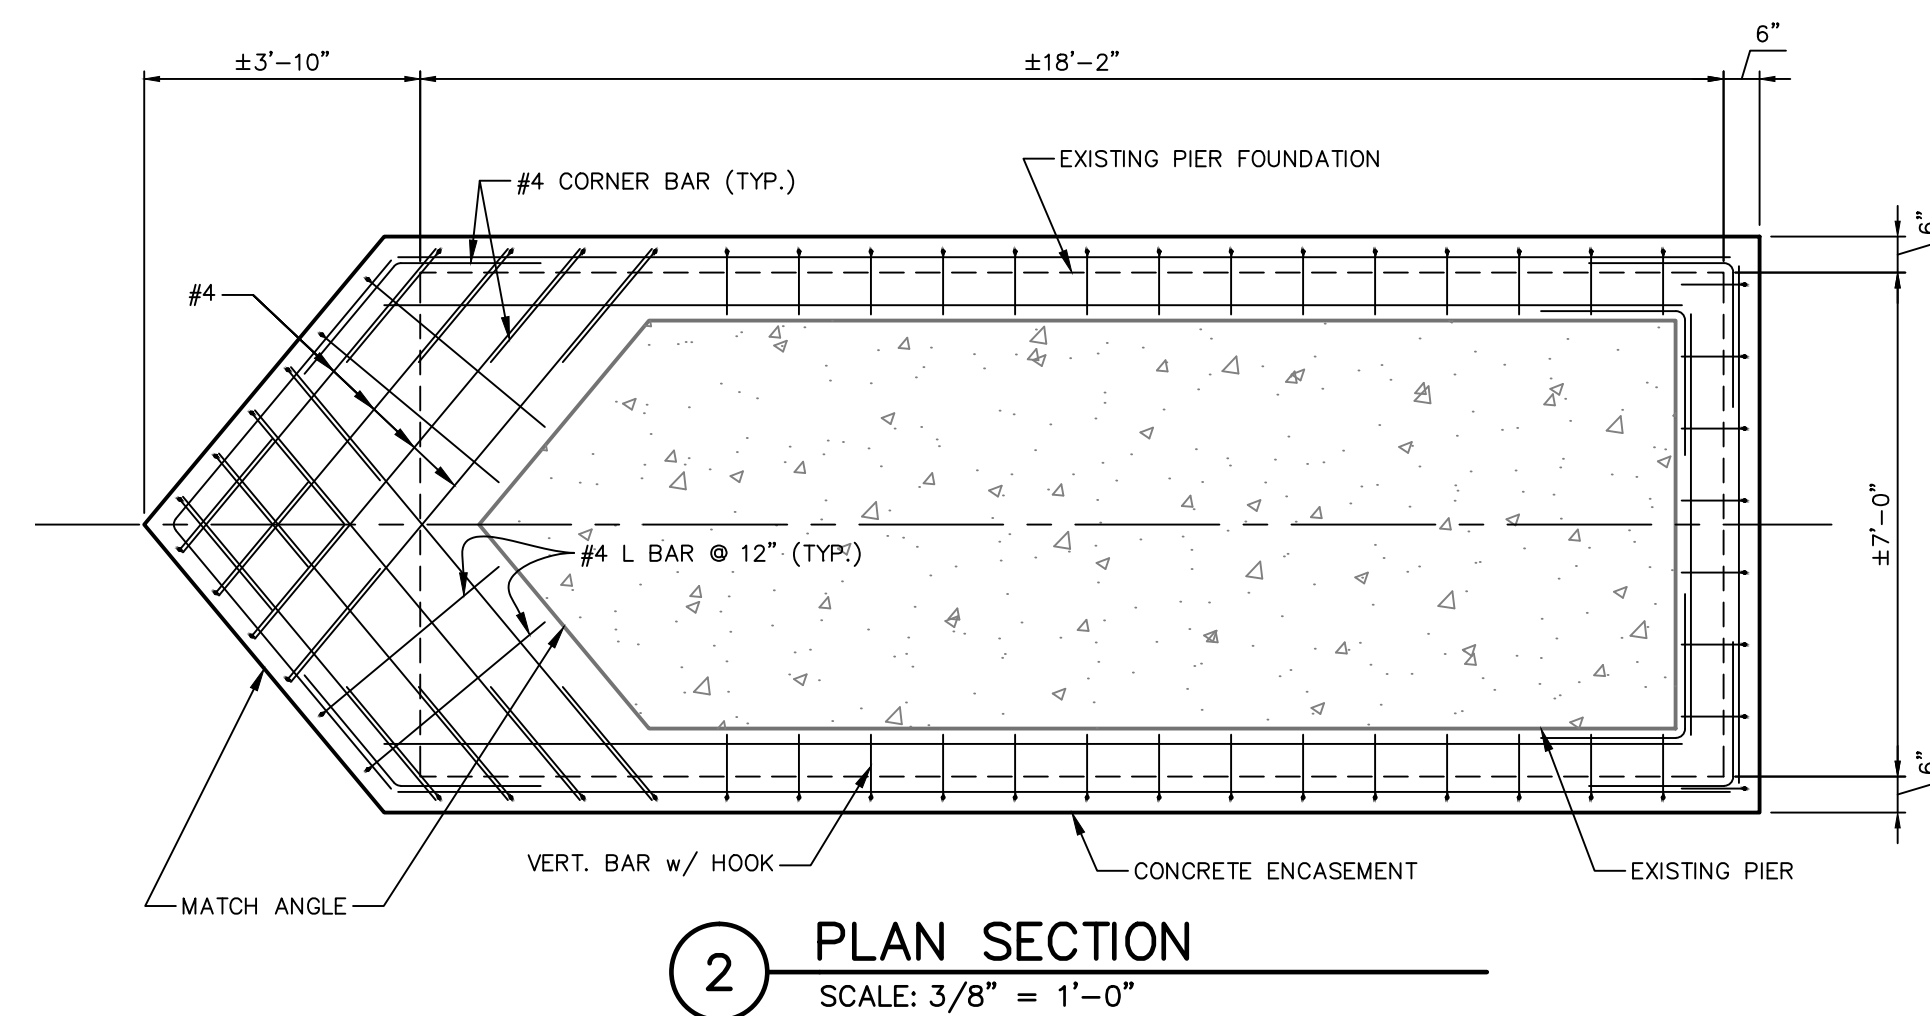 6"
±3'-10"
±18'-2"
EXISTING PIER FOUNDATION
#4 CORNER BAR (TYP.)
6"
#4
±7'-0"
#4 L BAR @ 12" (TYP.)
6"
VERT. BAR w/ HOOK
CONCRETE ENCASEMENT
EXISTING PIER
MATCH ANGLE
2
PLAN SECTION
SCALE: 3/8" = 1'-0"